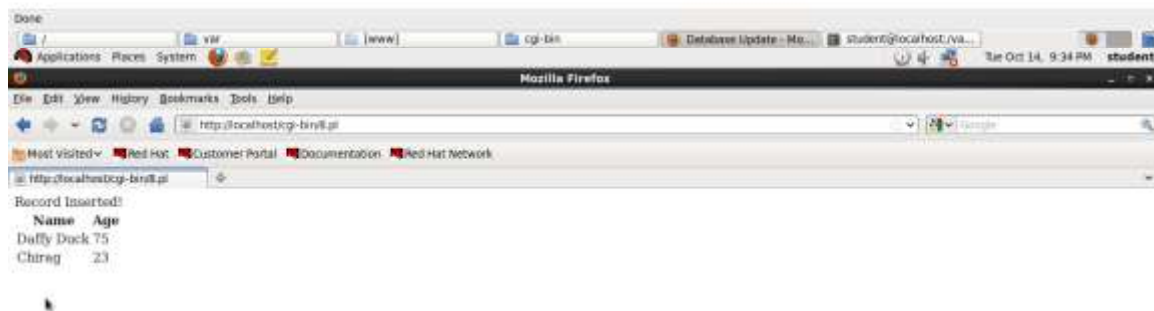 Done
/ var [www] cgi-bin Database Update - Mo... student@localhost:/va...
Applications Places System Tue Oct 14, 9:34 PM student
Mozilla Firefox
File Edit View History Bookmarks Tools Help
http://localhost/cgi-bin/8.pl Google
Most Visited Red Hat Customer Portal Documentation Red Hat Network
http://localhost/cgi-bin/8.pl
Record Inserted!
Name Age
Daffy Duck 75
Chirag 23